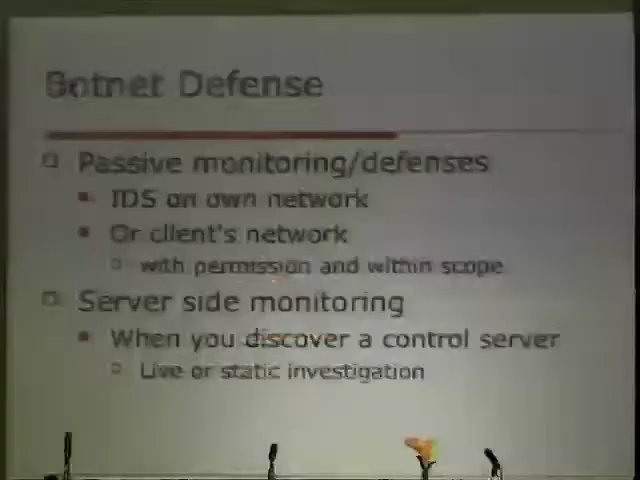 Botnet Defense
Passive monitoring/defenses
IDS on own network
Or client's network
with permission and within scope
Server side monitoring
When you discover a control server
Live or static investigation